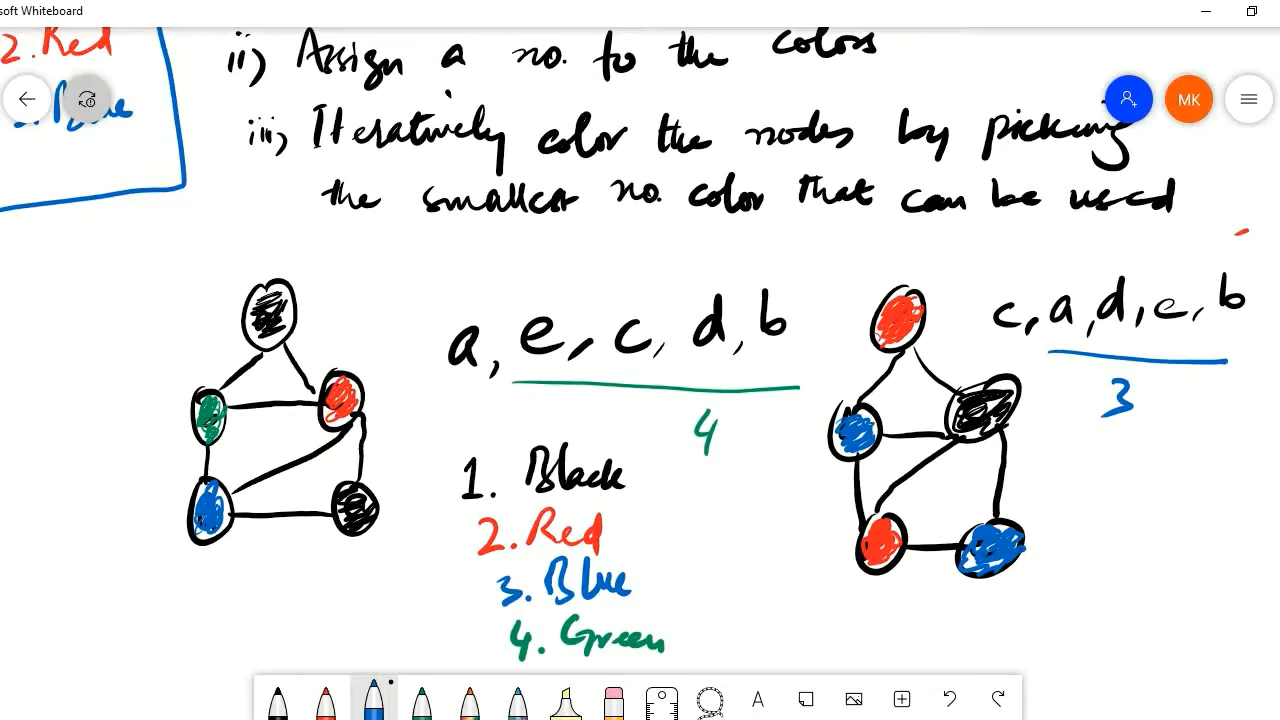 soft Whiteboard
2. Red
ii) Assign a no. to the colors
MK
iii) Iteratively color the nodes by picking
the smallest no. color that can be used
a, e, c, d, b
4
c, a, d, e, b
3
1. Black
2. Red
3. Blue
4. Green
A